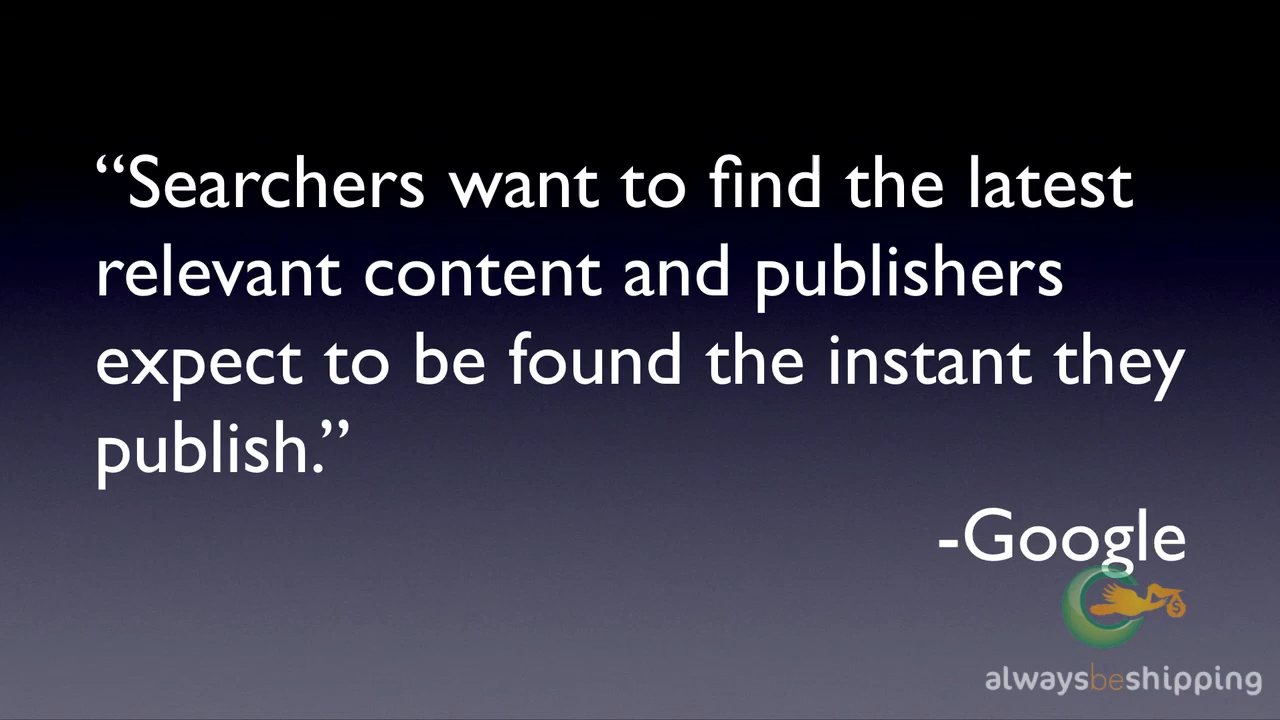 “Searchers want to find the latest
relevant content and publishers
expect to be found the instant they
publish.”
-Google
$
alwaysbeshipping